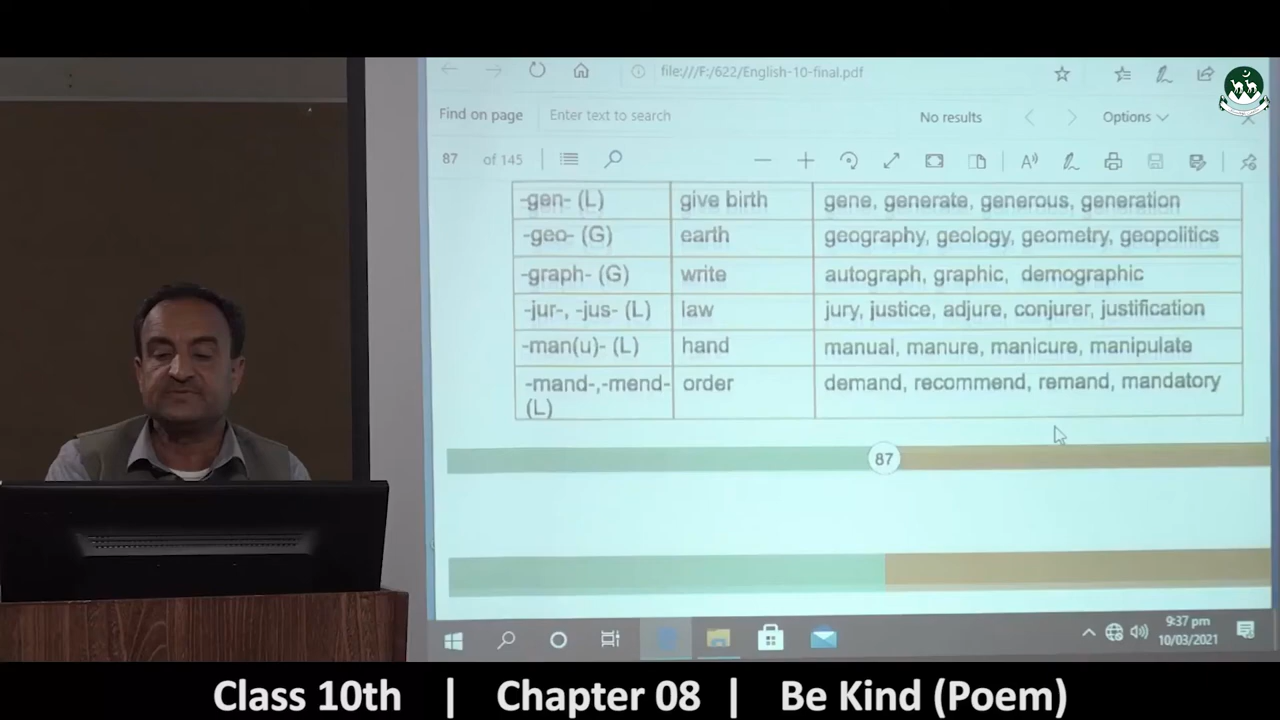 file:///F:/622/English-10-final.pdf
Find on page Enter text to search No results Options
87 of 145
-gen- (L) give birth gene, generate, generous, generation
-geo- (G) earth geography, geology, geometry, geopolitics
-graph- (G) write autograph, graphic, demographic
-jur-, -jus- (L) law jury, justice, adjure, conjurer, justification
-man(u)- (L) hand manual, manure, manicure, manipulate
-mand-,-mend- order demand, recommend, remand, mandatory
(L)
87
9:37 pm
10/03/2021
Class 10th | Chapter 08 | Be Kind (Poem)